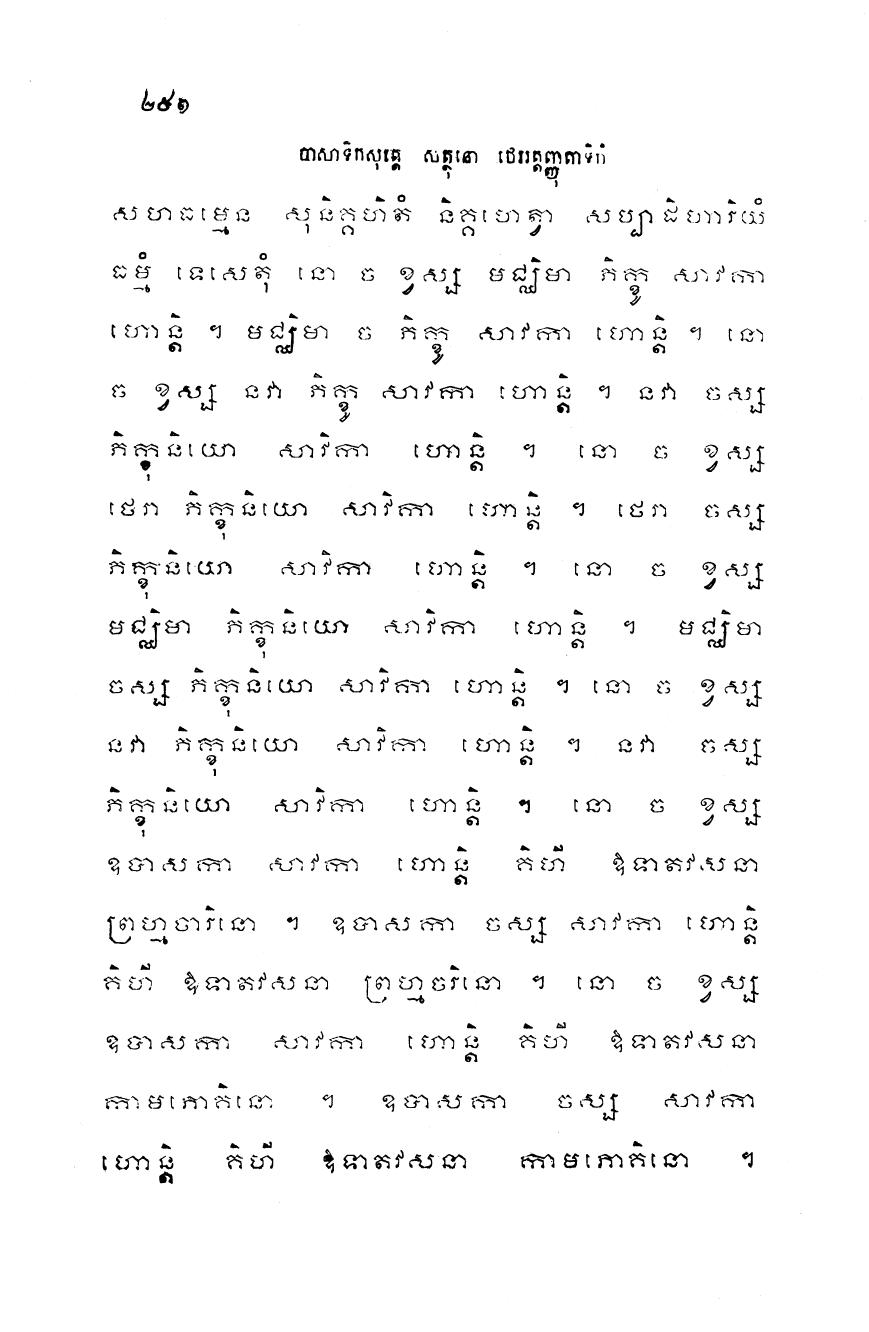 ២៥១
បាសាទិកសុត្តេ សត្ថុនោ ថេររត្តញ្ញុតាទិកំ
សហធម្មេន សុនិគ្គហិតំ និគ្គហេត្វា សប្បាដិហារិយំ
ធម្មំ ទេសេតុំ នោ ច ខ្វស្ស មជ្ឈិមា ភិក្ខូ សាវកា
ហោន្តិ ។ មជ្ឈិមា ច ភិក្ខូ សាវកា ហោន្តិ ។ នោ
ច ខ្វស្ស នវា ភិក្ខូ សាវកា ហោន្តិ ។ នវា ចស្ស
ភិក្ខុនិយោ សាវិកា ហោន្តិ ។ នោ ច ខ្វស្ស
ថេរា ភិក្ខុនិយោ សាវិកា ហោន្តិ ។ ថេរា ចស្ស
ភិក្ខុនិយោ សាវិកា ហោន្តិ ។ នោ ច ខ្វស្ស
មជ្ឈិមា ភិក្ខុនិយោ សាវិកា ហោន្តិ ។ មជ្ឈិមា
ចស្ស ភិក្ខុនិយោ សាវិកា ហោន្តិ ។ នោ ច ខ្វស្ស
នវា ភិក្ខុនិយោ សាវិកា ហោន្តិ ។ នវា ចស្ស
ភិក្ខុនិយោ សាវិកា ហោន្តិ ។ នោ ច ខ្វស្ស
ឧបាសកា សាវកា ហោន្តិ គិហី ឱទាតវសនា
ព្រហ្មចារិនោ ។ ឧបាសកា ចស្ស សាវកា ហោន្តិ
គិហី ឱទាតវសនា ព្រហ្មចរិនោ ។ នោ ច ខ្វស្ស
ឧបាសកា សាវកា ហោន្តិ គិហី ឱទាតវសនា
កាមភោគិនោ ។ ឧបាសកា ចស្ស សាវកា
ហោន្តិ គិហី ឱទាតវសនា កាមភោគិនោ ។